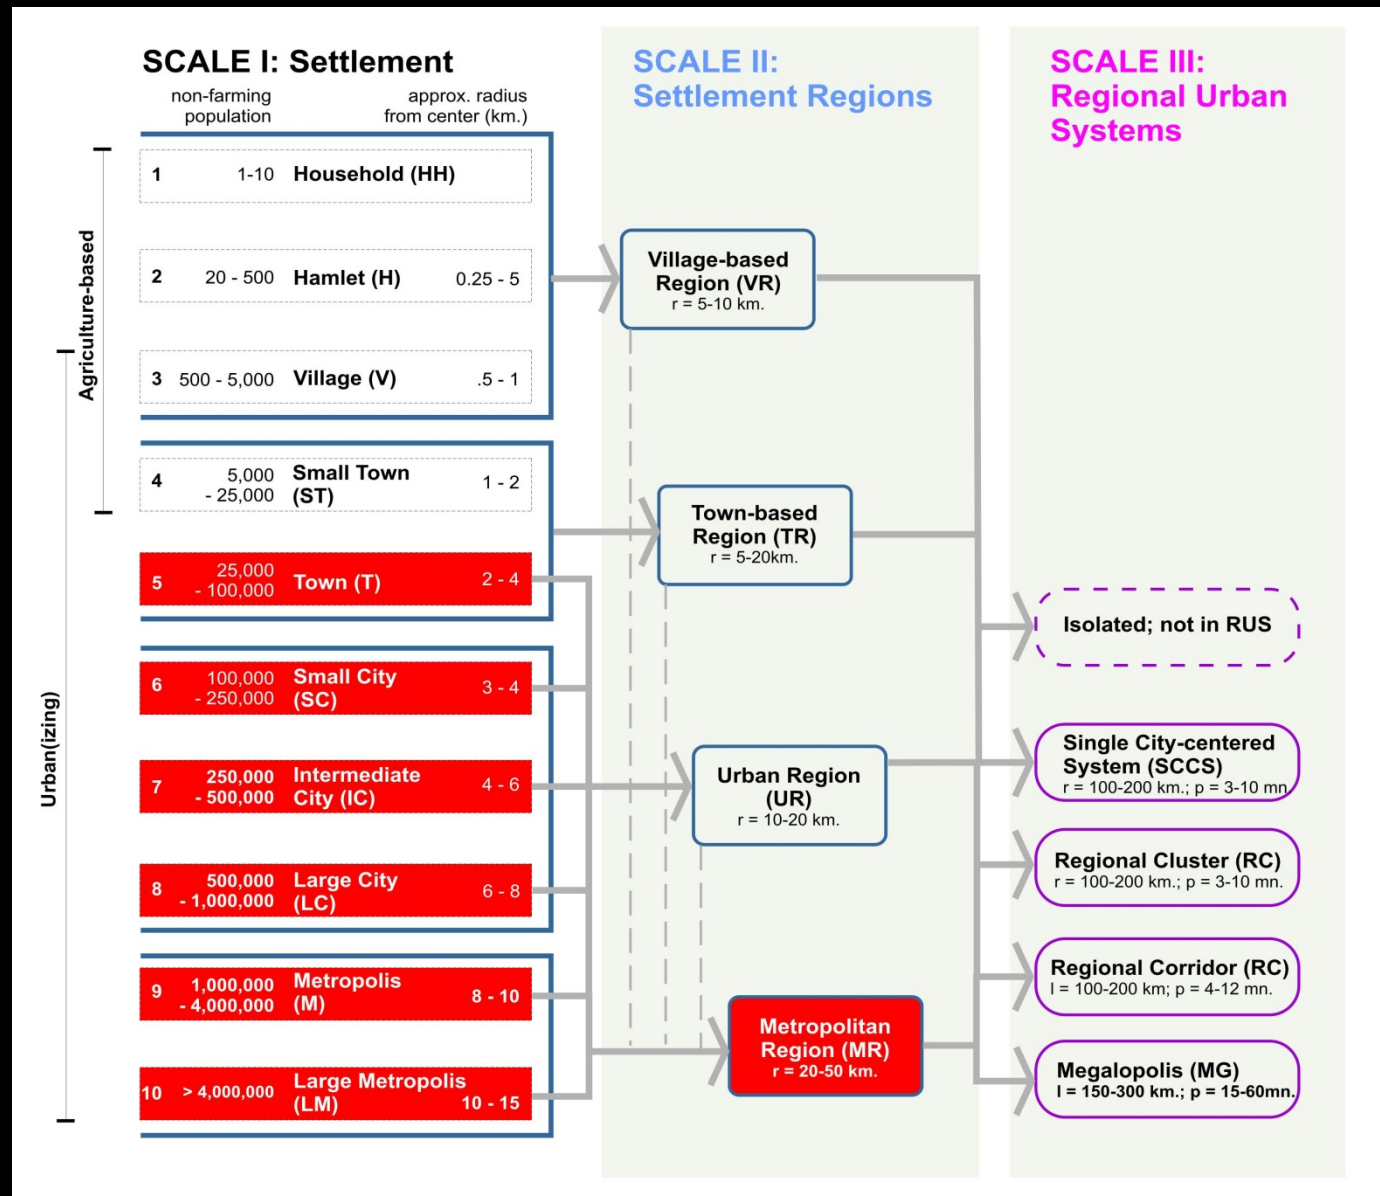 SCALE I: Settlement
non-farming
population
approx. radius
from center (km.)
SCALE II:
Settlement Regions
SCALE III:
Regional Urban
Systems
Agriculture-based
Urban(izing)
1 1-10 Household (HH)
2 20 - 500 Hamlet (H) 0.25 - 5
3 500 - 5,000 Village (V) .5 - 1
4 5,000
- 25,000
Small Town
(ST)
1 - 2
5 25,000
- 100,000
Town (T)
2 - 4
6 100,000
- 250,000
Small City
(SC)
3 - 4
7 250,000
- 500,000
Intermediate
City (IC)
4 - 6
8 500,000
- 1,000,000
Large City
(LC)
6 - 8
9 1,000,000
- 4,000,000
Metropolis
(M)
8 - 10
10 > 4,000,000
Large Metropolis
(LM)
10 - 15
Village-based
Region (VR)
r = 5-10 km.
Town-based
Region (TR)
r = 5-20km.
Urban Region
(UR)
r = 10-20 km.
Metropolitan
Region (MR)
r = 20-50 km.
Isolated; not in RUS
Single City-centered
System (SCCS)
r = 100-200 km.; p = 3-10 mn.
Regional Cluster (RC)
r = 100-200 km.; p = 3-10 mn.
Regional Corridor (RC)
l = 100-200 km; p = 4-12 mn.
Megalopolis (MG)
l = 150-300 km.; p = 15-60mn.